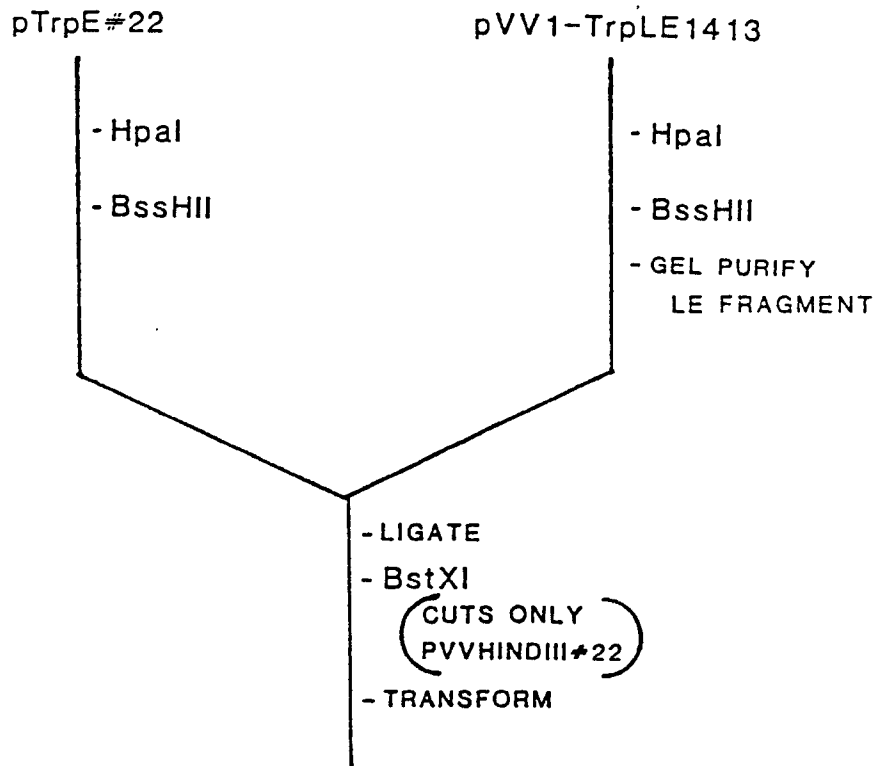 pTrpE#22
pVV1-TrpLE1413
- HpaI
- BssHII
- HpaI
- BssHII
- GEL PURIFY
LE FRAGMENT
- LIGATE
- BstXI
(CUTS ONLY
PVVHINDIII#22)
- TRANSFORM